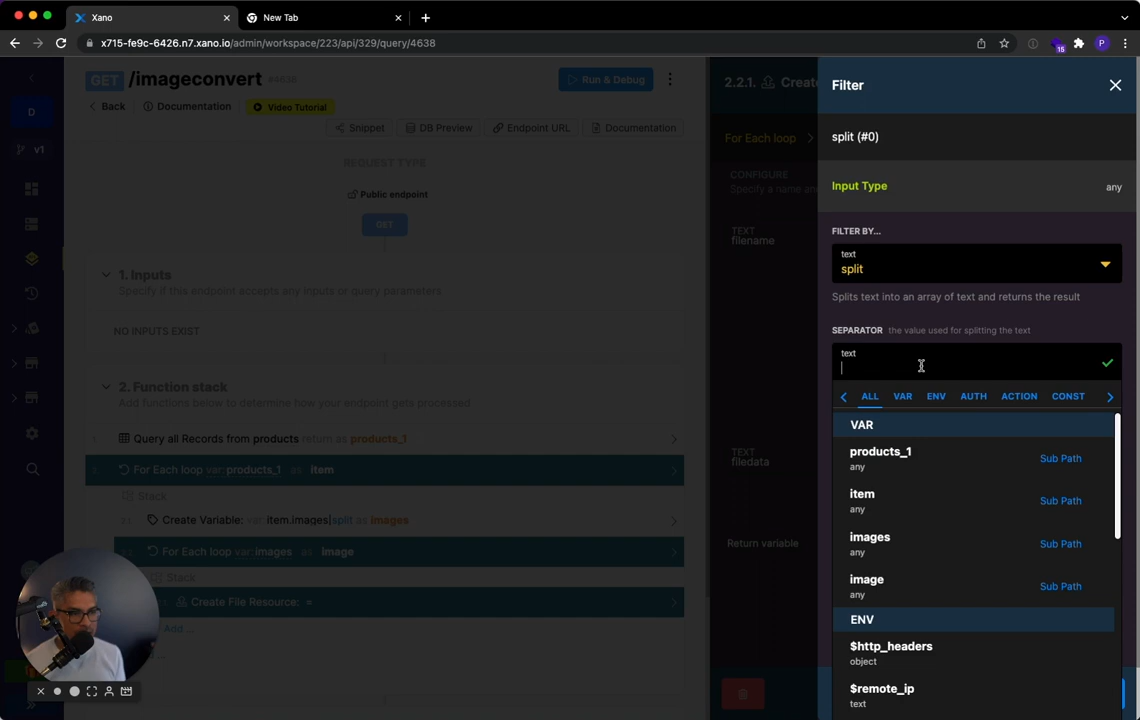 Xano
New Tab
x715-fe9c-6426.n7.xano.io/admin/workspace/223/api/329/query/4638
15
P
D
v1
GET /imageconvert ##4638
Run & Debug
Back
Documentation
Video Tutorial
Snippet
DB Preview
Endpoint URL
Documentation
REQUEST TYPE
Public endpoint
GET
1. Inputs
Specify if this endpoint accepts any inputs or query parameters
NO INPUTS EXIST
2. Function stack
Add functions below to determine how your endpoint gets processed
Query all Records from products return as products_1
For Each loop var: products_1 as item
Stack
Create Variable: var: item.images|split as images
For Each loop var: images as image
Stack
Create File Resource: =
Add...
2.2.1. Create
For Each loop
CONFIGURE
Specify a name an
TEXT
filename
TEXT
filedata
Return variable
Filter
split (#0)
Input Type any
FILTER BY...
text
split
Splits text into an array of text and returns the result
SEPARATOR the value used for splitting the text
text
ALL VAR ENV AUTH ACTION CONST
VAR
products_1
any
Sub Path
item
any
Sub Path
images
any
Sub Path
image
any
Sub Path
ENV
$http_headers
object
$remote_ip
text